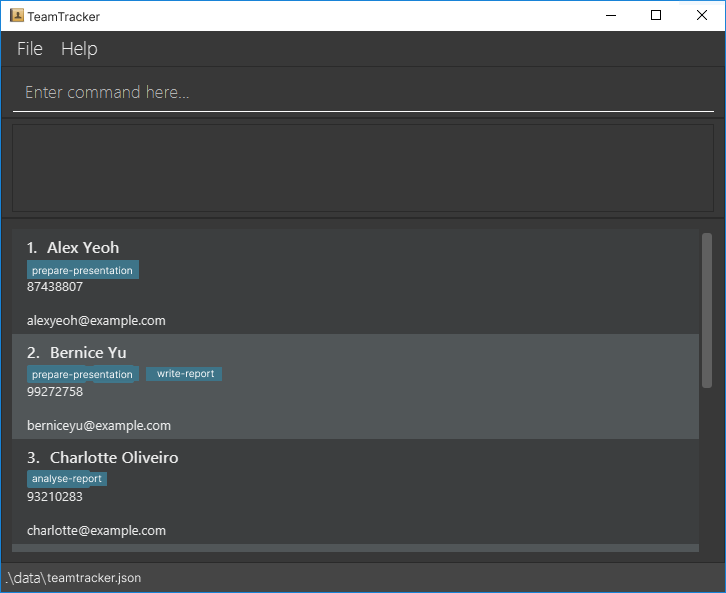 TeamTracker
File Help
Enter command here...
1. Alex Yeoh
prepare-presentation
87438807
alexyeoh@example.com
2. Bernice Yu
prepare-presentation write-report
99272758
berniceyu@example.com
3. Charlotte Oliveiro
analyse-report
93210283
charlotte@example.com
.\data\teamtracker.json